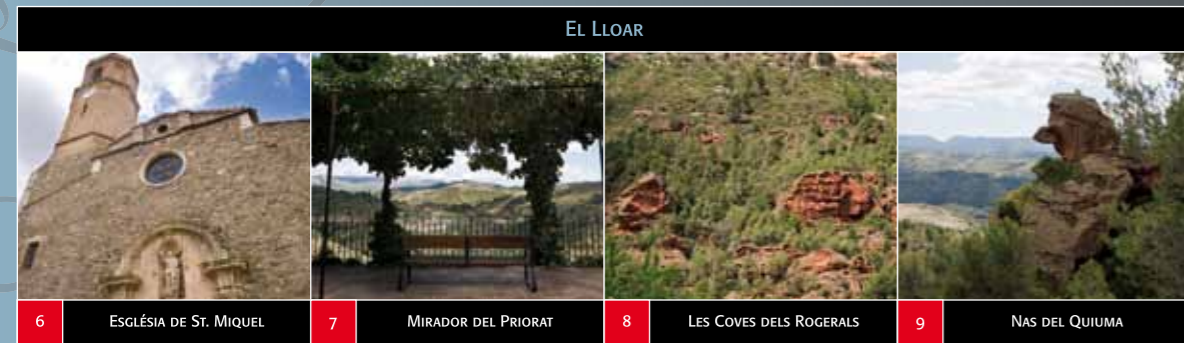 El Lloar
6 Església de St. Miquel
7 Mirador del Priorat
8 Les Coves dels Rogerals
9 Nas del Quiuma